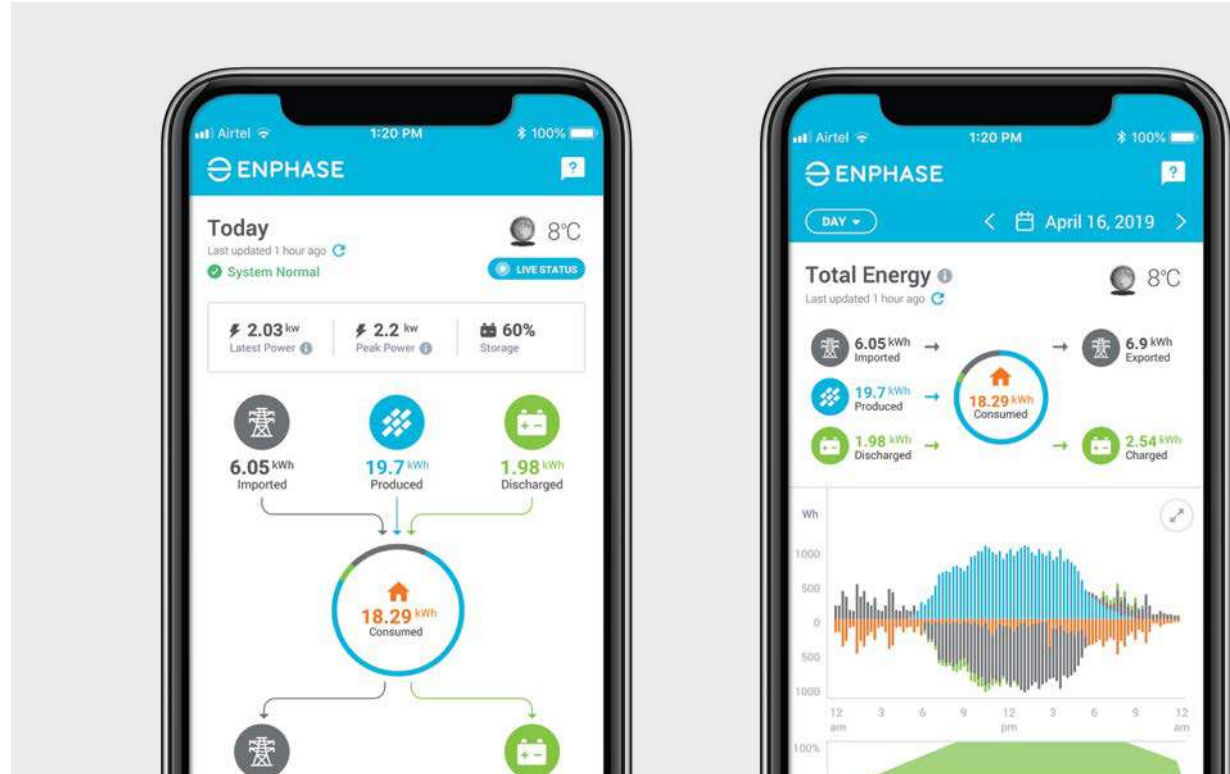 Airtel 1:20 PM 100%
ENPHASE ?
Today 8°C
Last updated 1 hour ago
System Normal LIVE STATUS
2.03 kw 2.2 kw 60%
Latest Power i Peak Power i Storage
6.05 kWh 19.7 kWh 1.98 kWh
Imported Produced Discharged
18.29 kWh
Consumed
Airtel 1:20 PM 100%
ENPHASE ?
DAY < April 16, 2019 >
Total Energy i 8°C
Last updated 1 hour ago
6.05 kWh 6.9 kWh
Imported Exported
19.7 kWh
Produced
18.29 kWh
Consumed
1.98 kWh 2.54 kWh
Discharged Charged
Wh
1000
500
0
500
1000
12 3 6 9 12 3 6 9 12
am pm am
100%